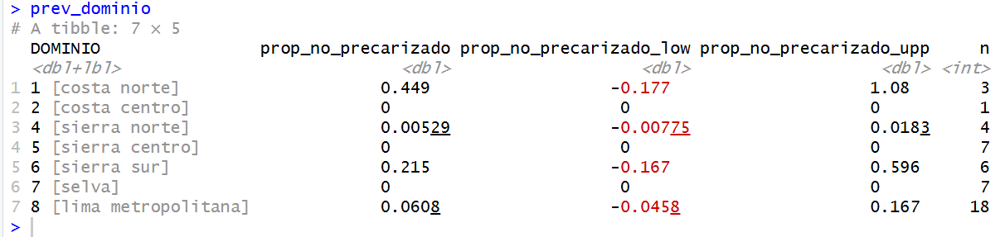 > prev_dominio
# A tibble: 7 × 5
DOMINIO prop_no_precarizado prop_no_precarizado_low prop_no_precarizado_upp n
<dbl+lbl> <dbl> <dbl> <dbl> <int>
1 1 [costa norte] 0.449 -0.177 1.08 3
2 2 [costa centro] 0 0 0 1
3 4 [sierra norte] 0.00529 -0.00775 0.0183 4
4 5 [sierra centro] 0 0 0 7
5 6 [sierra sur] 0.215 -0.167 0.596 6
6 7 [selva] 0 0 0 7
7 8 [lima metropolitana] 0.0608 -0.0458 0.167 18
>